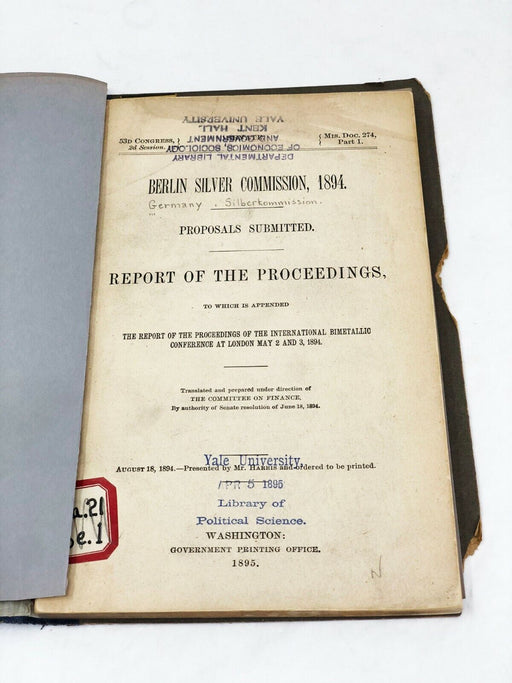 DEPARTMENTAL LIBRARY
OF ECONOMICS, SOCIOLOGY
AND GOVERNMENT
KENT HALL.
YALE UNIVERSITY
53D CONGRESS, } { MIS. DOC. 274,
2d Session. } { Part 1.
BERLIN SILVER COMMISSION, 1894.
Germany. Silberkommission.
PROPOSALS SUBMITTED.
REPORT OF THE PROCEEDINGS,
TO WHICH IS APPENDED
THE REPORT OF THE PROCEEDINGS OF THE INTERNATIONAL BIMETALLIC
CONFERENCE AT LONDON MAY 2 AND 3, 1894.
Translated and prepared under direction of
THE COMMITTEE ON FINANCE,
By authority of Senate resolution of June 18, 1894.
Yale University,
AUGUST 18, 1894.—Presented by Mr. HARRIS and ordered to be printed.
APR 5 1895
Library of
Political Science.
WASHINGTON:
GOVERNMENT PRINTING OFFICE.
1895.
N
a.21
e.1